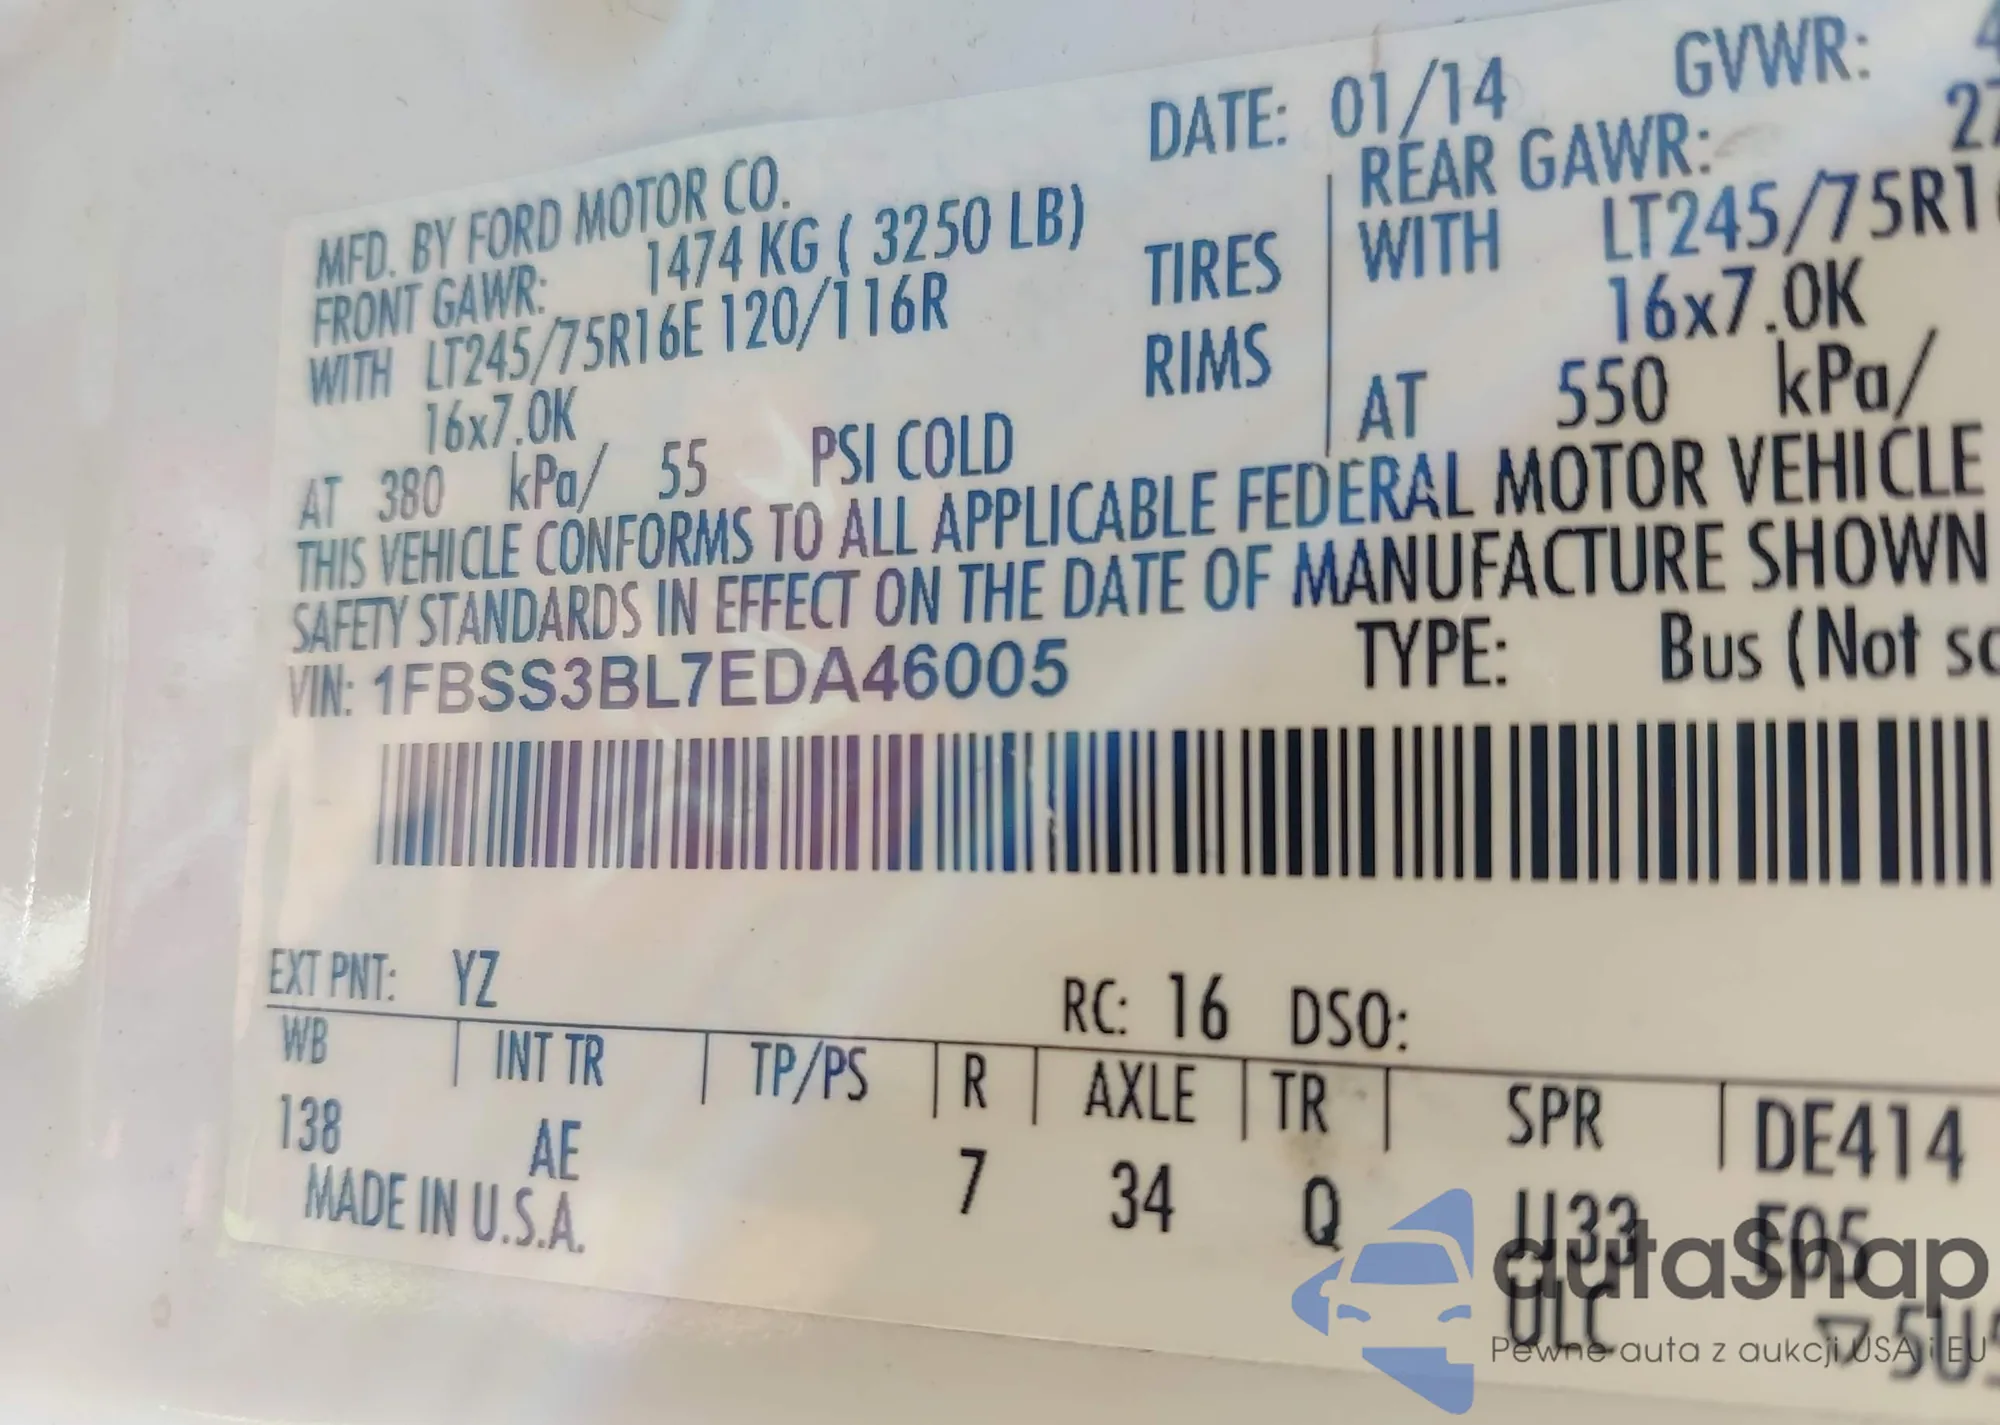 MFD. BY FORD MOTOR CO. DATE: 01/14 GVWR:
FRONT GAWR: 1474 KG ( 3250 LB) REAR GAWR:
WITH LT245/75R16E 120/116R TIRES WITH
16x7.0K RIMS 16x7.0K
AT 380 kPa/ 55 PSI COLD AT 550 kPa/
THIS VEHICLE CONFORMS TO ALL APPLICABLE FEDERAL MOTOR VEHICLE
SAFETY STANDARDS IN EFFECT ON THE DATE OF MANUFACTURE SHOWN
VIN: 1FBSS3BL7EDA46005 TYPE: Bus (Not
EXT PNT: YZ RC: 16 DSO:
WB INT TR TP/PS R AXLE TR SPR DE414
138 AE 7 34 Q U33 E05
MADE IN U.S.A. ULC
autaSnap
Pewne auta z aukcji USA i EU